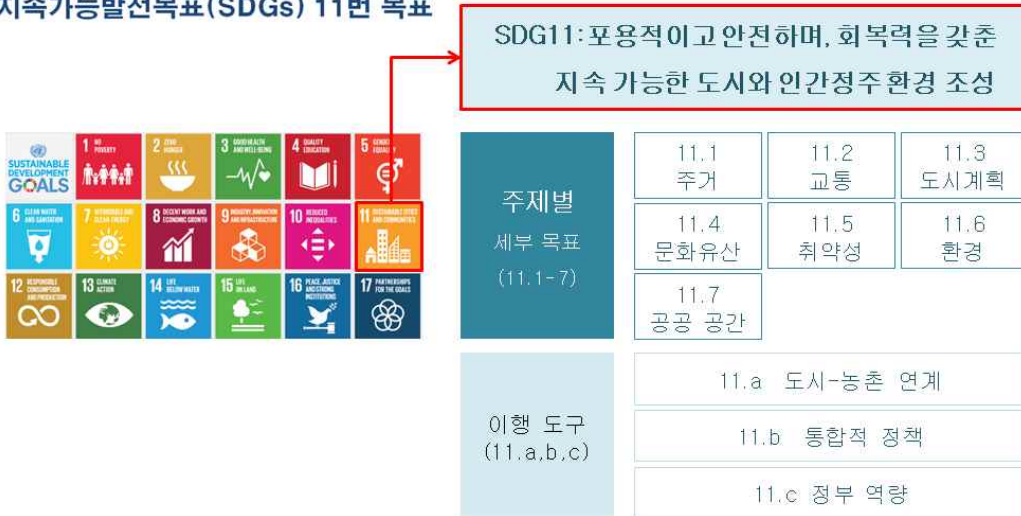 지속가능발전목표(SDGs) 11번 목표
SDG11:포용적이고 안전하며, 회복력을 갖춘
지속 가능한 도시와 인간정주환경 조성
SUSTAINABLE
DEVELOPMENT
GOALS
1 NO
POVERTY
2 ZERO
HUNGER
3 GOOD HEALTH
AND WELL-BEING
4 QUALITY
EDUCATION
5 GENDER
EQUALITY
6 CLEAN WATER
AND SANITATION
7 AFFORDABLE AND
CLEAN ENERGY
8 DECENT WORK AND
ECONOMIC GROWTH
9 INDUSTRY, INNOVATION
AND INFRASTRUCTURE
10 REDUCED
INEQUALITIES
11 SUSTAINABLE CITIES
AND COMMUNITIES
12 RESPONSIBLE
CONSUMPTION
AND PRODUCTION
13 CLIMATE
ACTION
14 LIFE
BELOW WATER
15 LIFE
ON LAND
16 PEACE, JUSTICE
AND STRONG
INSTITUTIONS
17 PARTNERSHIPS
FOR THE GOALS
주제별
세부 목표
(11.1-7)
11.1
주거
11.2
교통
11.3
도시계획
11.4
문화유산
11.5
취약성
11.6
환경
11.7
공공 공간
이행 도구
(11.a,b,c)
11.a 도시-농촌 연계
11.b 통합적 정책
11.c 정부 역량